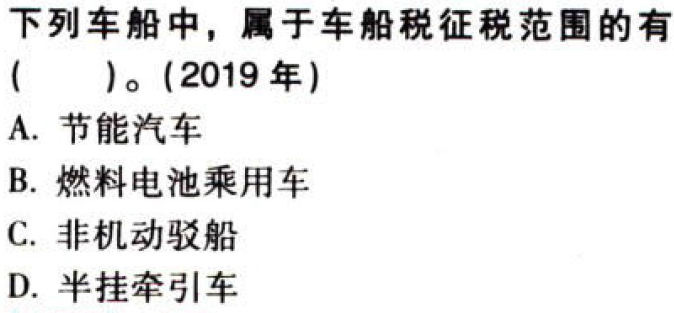 下列车船中，属于车船税征税范围的有
(　　)。(2019 年)
A. 节能汽车
B. 燃料电池乘用车
C. 非机动驳船
D. 半挂牵引车